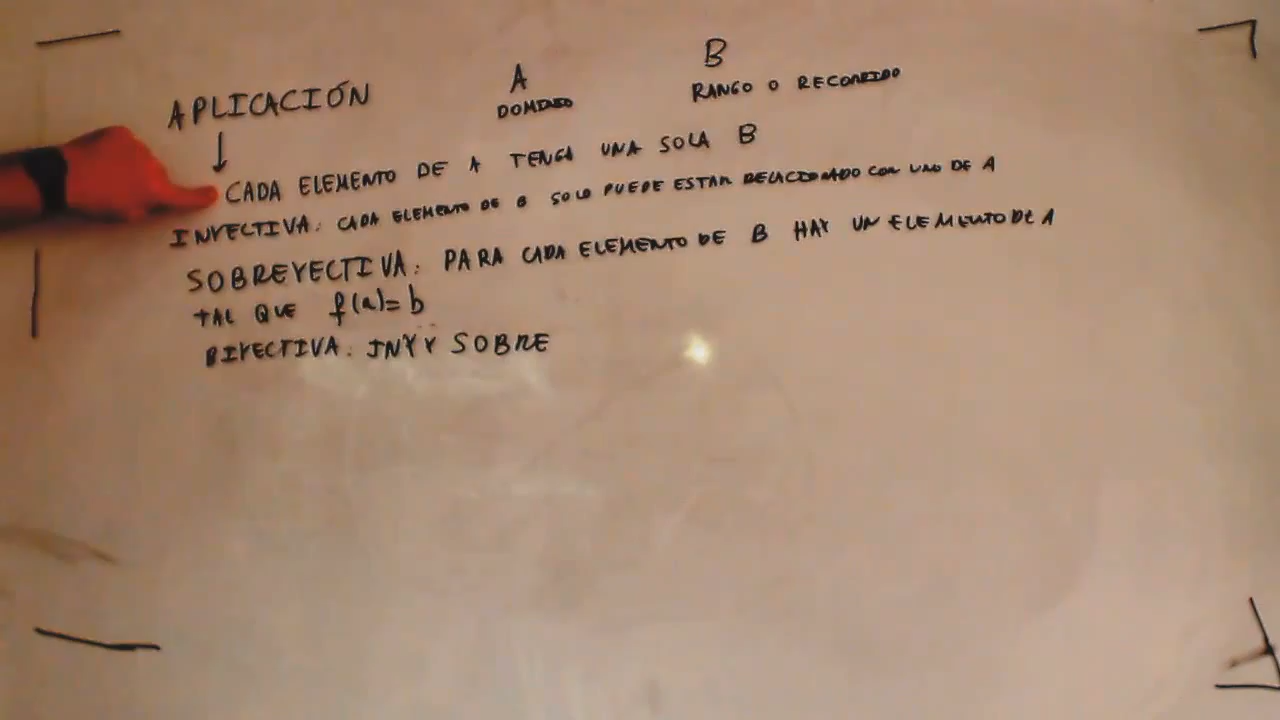 A
B
APLICACIÓN
DOMINIO
RANGO O RECORRIDO
CADA ELEMENTO DE A TENGA UNA SOLA B
INYECTIVA: CADA ELEMENTO DE B SOLO PUEDE ESTAR RELACIONADO CON UNO DE A
SOBREYECTIVA: PARA CADA ELEMENTO DE B HAY UN ELEMENTO DE A
TAL QUE f(a)=b
BIYECTIVA: INY Y SOBRE